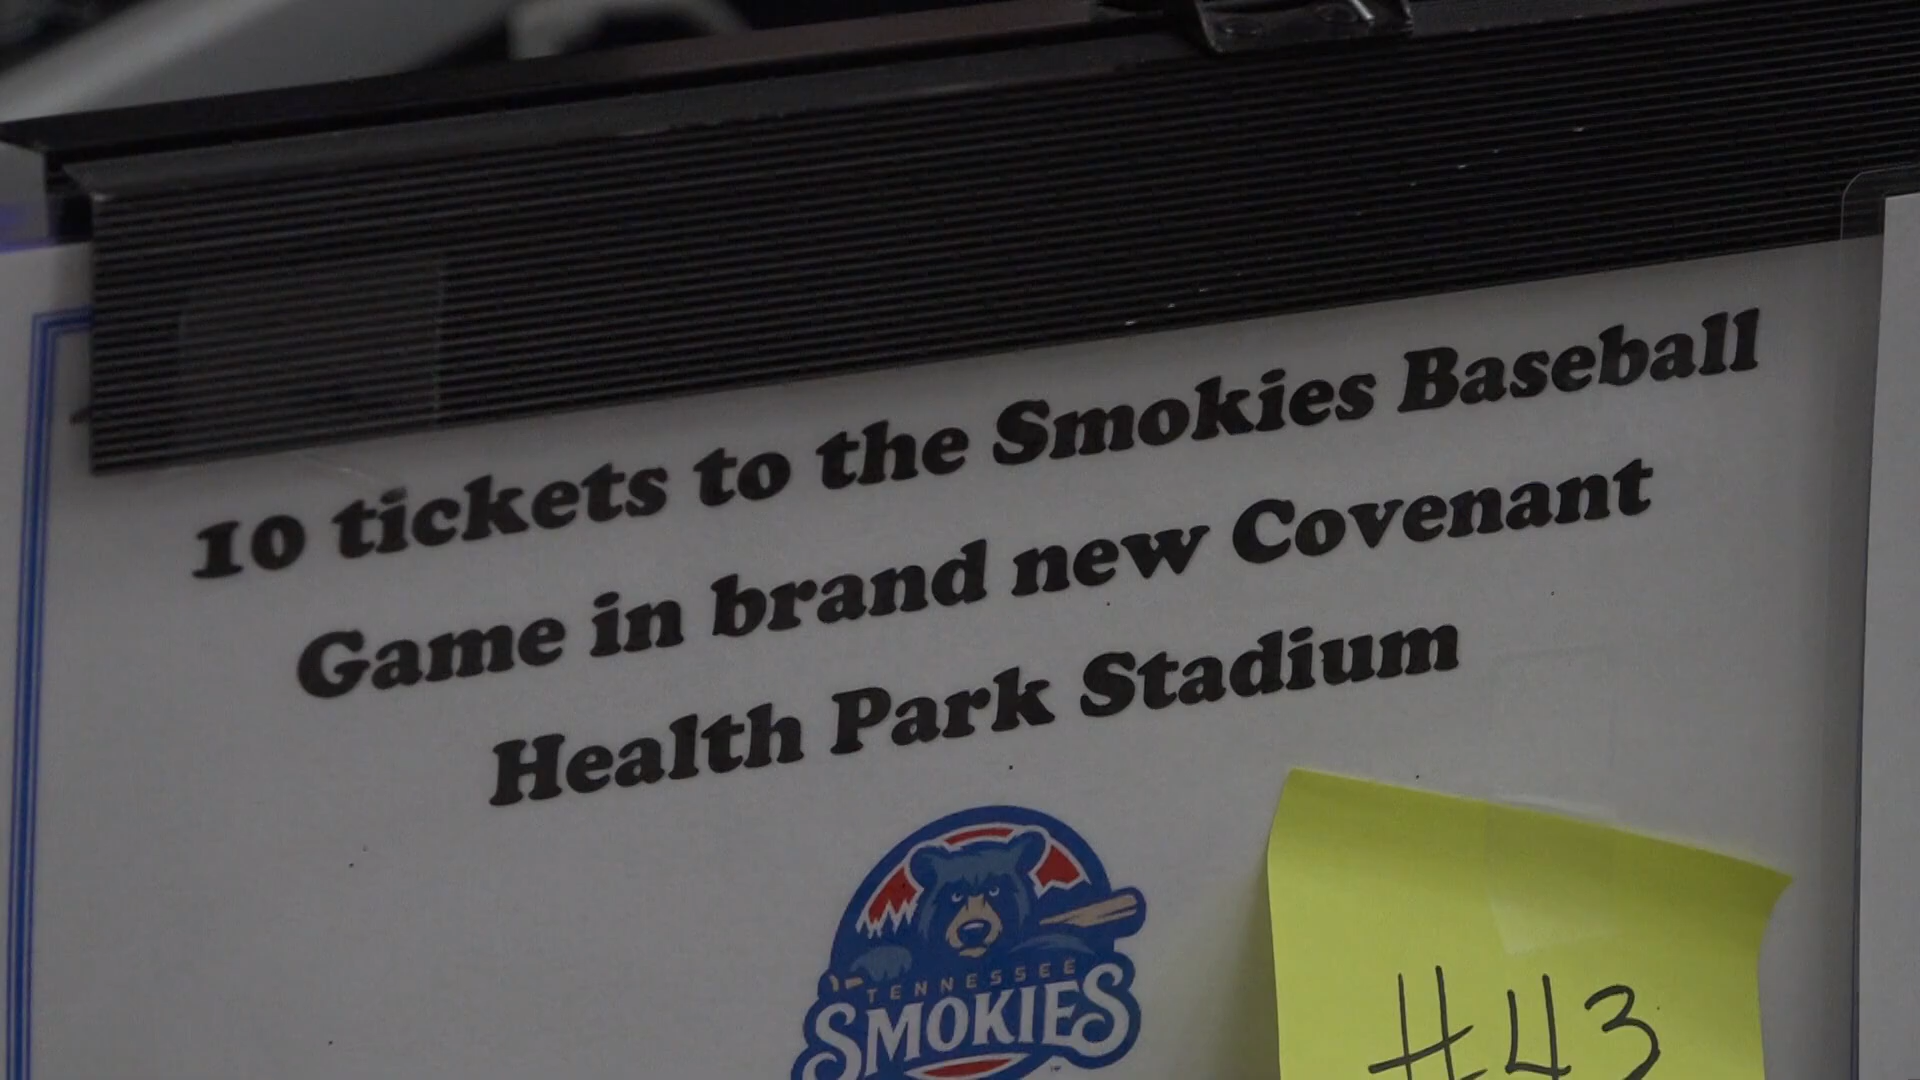 10 tickets to the Smokies Baseball
Game in brand new Covenant
Health Park Stadium
TENNESSEE
SMOKIES
#43